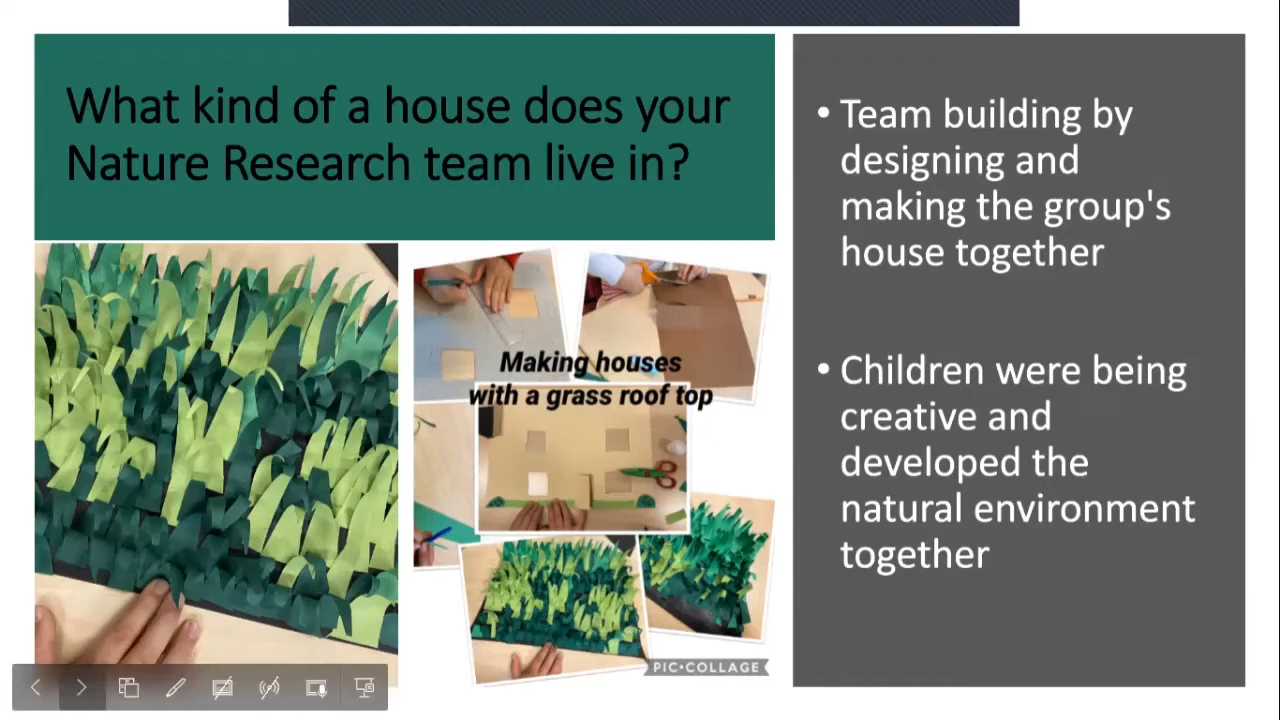 What kind of a house does your
Nature Research team live in?
Making houses
with a grass roof top
PIC•COLLAGE
• Team building by
designing and
making the group's
house together
• Children were being
creative and
developed the
natural environment
together